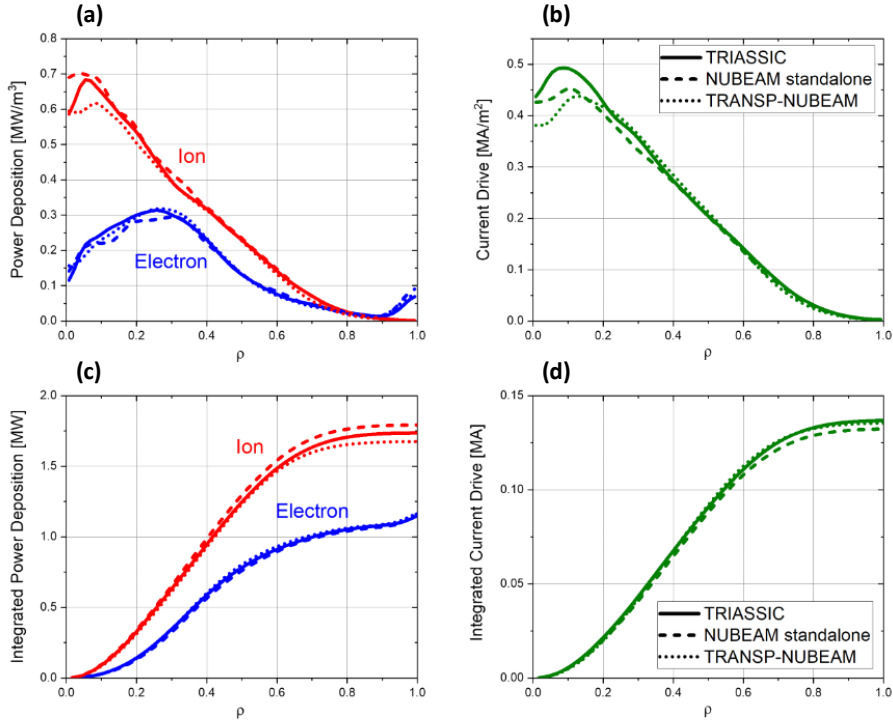 (a)
Power Deposition [MW/m³]
0.8
0.7
0.6
0.5
0.4
0.3
0.2
0.1
0.0
Ion
Electron
0.0 0.2 0.4 0.6 0.8 1.0
ρ
(b)
Current Drive [MA/m²]
0.5
0.4
0.3
0.2
0.1
0.0
TRIASSIC
NUBEAM standalone
TRANSP-NUBEAM
0.0 0.2 0.4 0.6 0.8 1.0
ρ
(c)
Integrated Power Deposition [MW]
2.0
1.5
1.0
0.5
0.0
Ion
Electron
0.0 0.2 0.4 0.6 0.8 1.0
ρ
(d)
Integrated Current Drive [MA]
0.15
0.10
0.05
0.00
TRIASSIC
NUBEAM standalone
TRANSP-NUBEAM
0.0 0.2 0.4 0.6 0.8 1.0
ρ